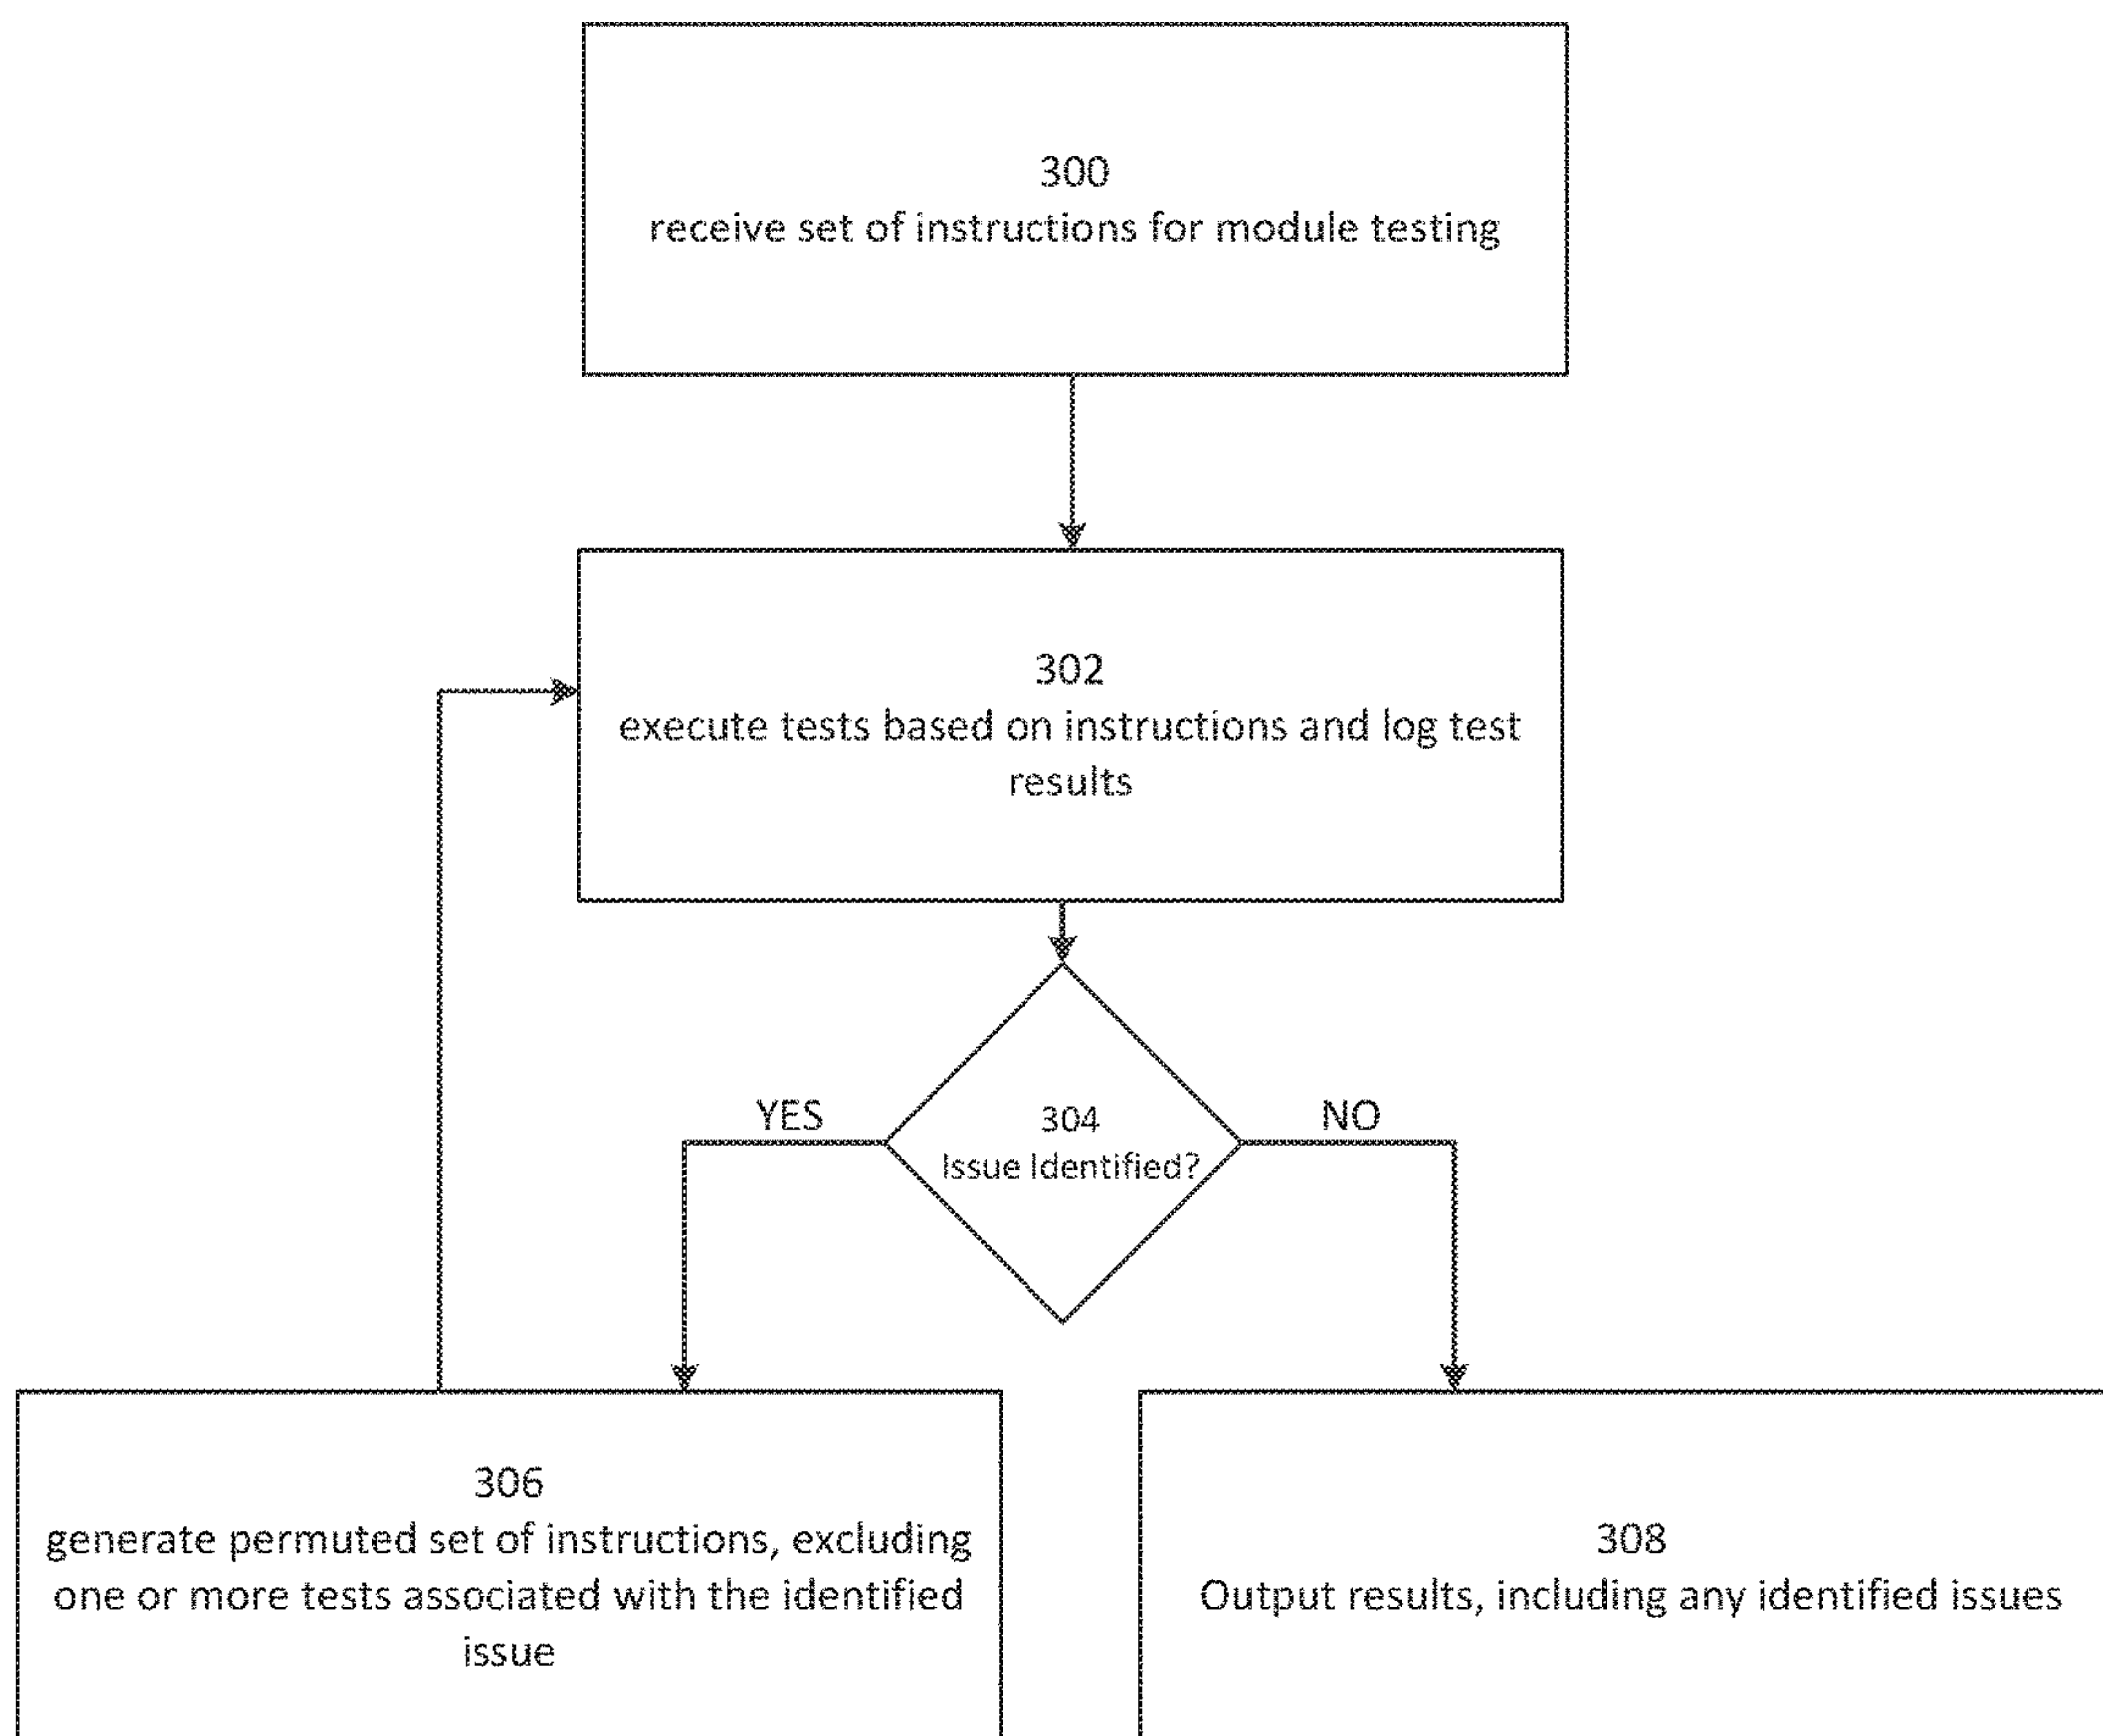 300
receive set of instructions for module testing
302
execute tests based on instructions and log test
results
YES
304
Issue Identified?
NO
306
generate permuted set of instructions, excluding
one or more tests associated with the identified
issue
308
Output results, including any identified issues